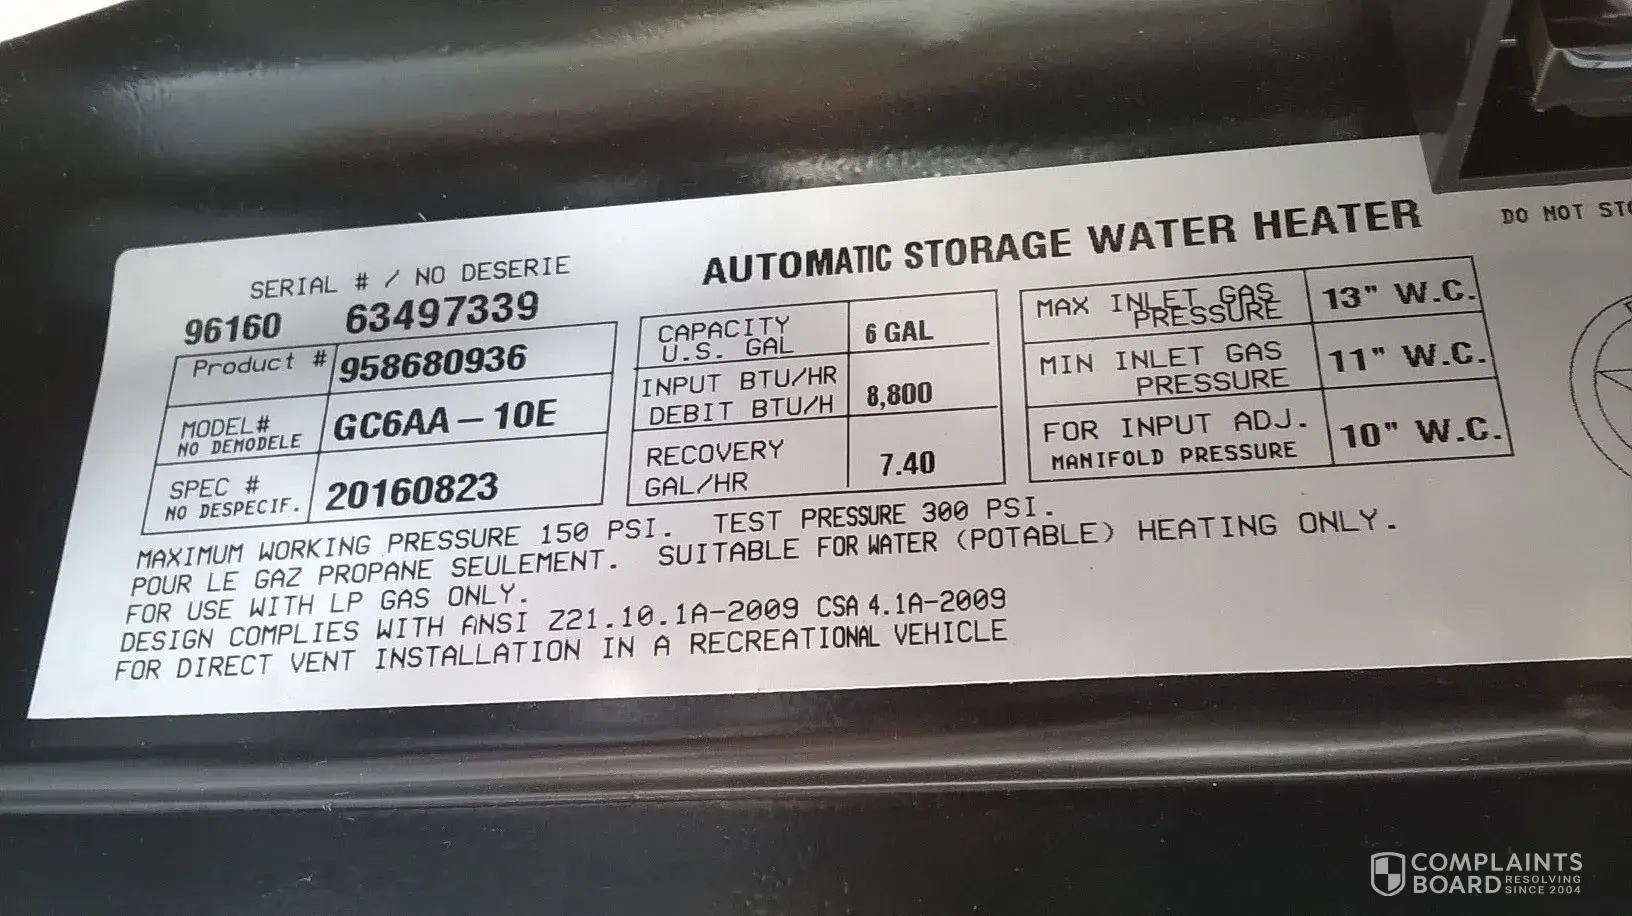 SERIAL # / NO DESERIE
96160 63497339
Product # 958680936
MODEL#
NO DEMODELE
GC6AA – 10E
SPEC #
NO DESPECIF.
20160823
AUTOMATIC STORAGE WATER HEATER
CAPACITY
U.S. GAL
6 GAL
INPUT BTU/HR
DEBIT BTU/H
8,800
RECOVERY
GAL/HR
7.40
MAX INLET GAS
PRESSURE
13" W.C.
MIN INLET GAS
PRESSURE
11" W.C.
FOR INPUT ADJ.
MANIFOLD PRESSURE
10" W.C.
DO NOT
MAXIMUM WORKING PRESSURE 150 PSI. TEST PRESSURE 300 PSI.
POUR LE GAZ PROPANE SEULEMENT. SUITABLE FOR WATER (POTABLE) HEATING ONLY.
FOR USE WITH LP GAS ONLY.
DESIGN COMPLIES WITH ANSI Z21.10.1A-2009 CSA 4.1A-2009
FOR DIRECT VENT INSTALLATION IN A RECREATIONAL VEHICLE
COMPLAINTS
BOARD RESOLVING
SINCE 2004